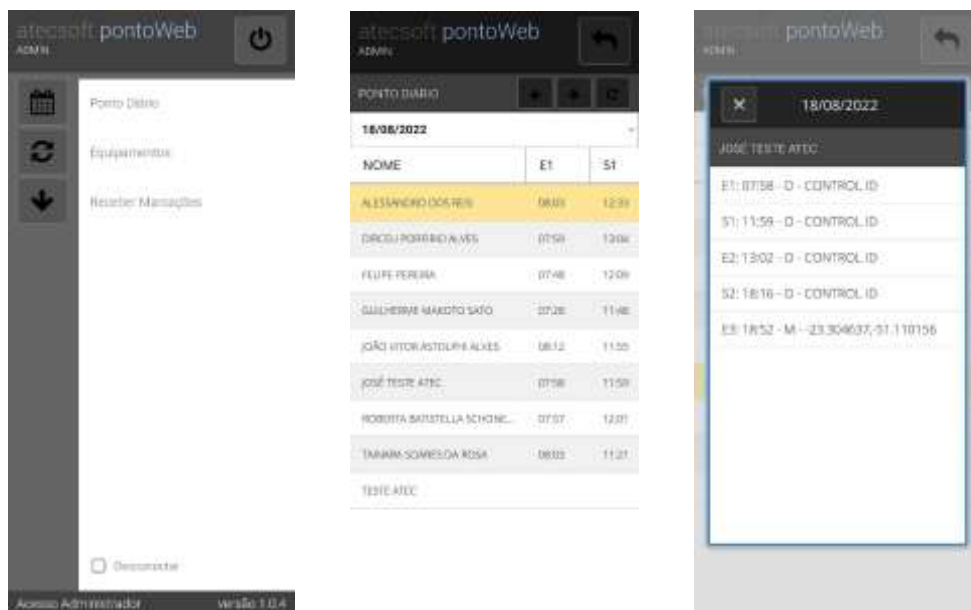 atecsoft pontoWeb
ADMIN
Ponto Diário
Equipamentos
Receber Marcações
Desconectar
Acesso Administrador
Versão 1.0.4
atecsoft pontoWeb
ADMIN
PONTO DIÁRIO
18/08/2022
NOME E1 S1
ALESSANDRO DOS REIS 08:03 12:33
DIRCEU PORFIRIO ALVES 07:59
FELIPE PEREIRA 07:48 12:09
GUILHERME MAKOTO SATO 07:28 11:48
JOÃO VITOR ASTOLPHI ALVES 08:12 11:55
JOSÉ TESTE ATEC 07:58 11:59
ROBERTA BATISTELLA SCHONE... 07:57 12:01
TAINARA SOARES DA ROSA 08:03 11:21
TESTE ATEC
atecsoft pontoWeb
ADMIN
18/08/2022
JOSÉ TESTE ATEC
E1: 07:58 - D - CONTROL ID
S1: 11:59 - D - CONTROL ID
E2: 13:02 - D - CONTROL ID
S2: 18:16 - D - CONTROL ID
E3: 18:52 - M - -23.304637,-51.110156